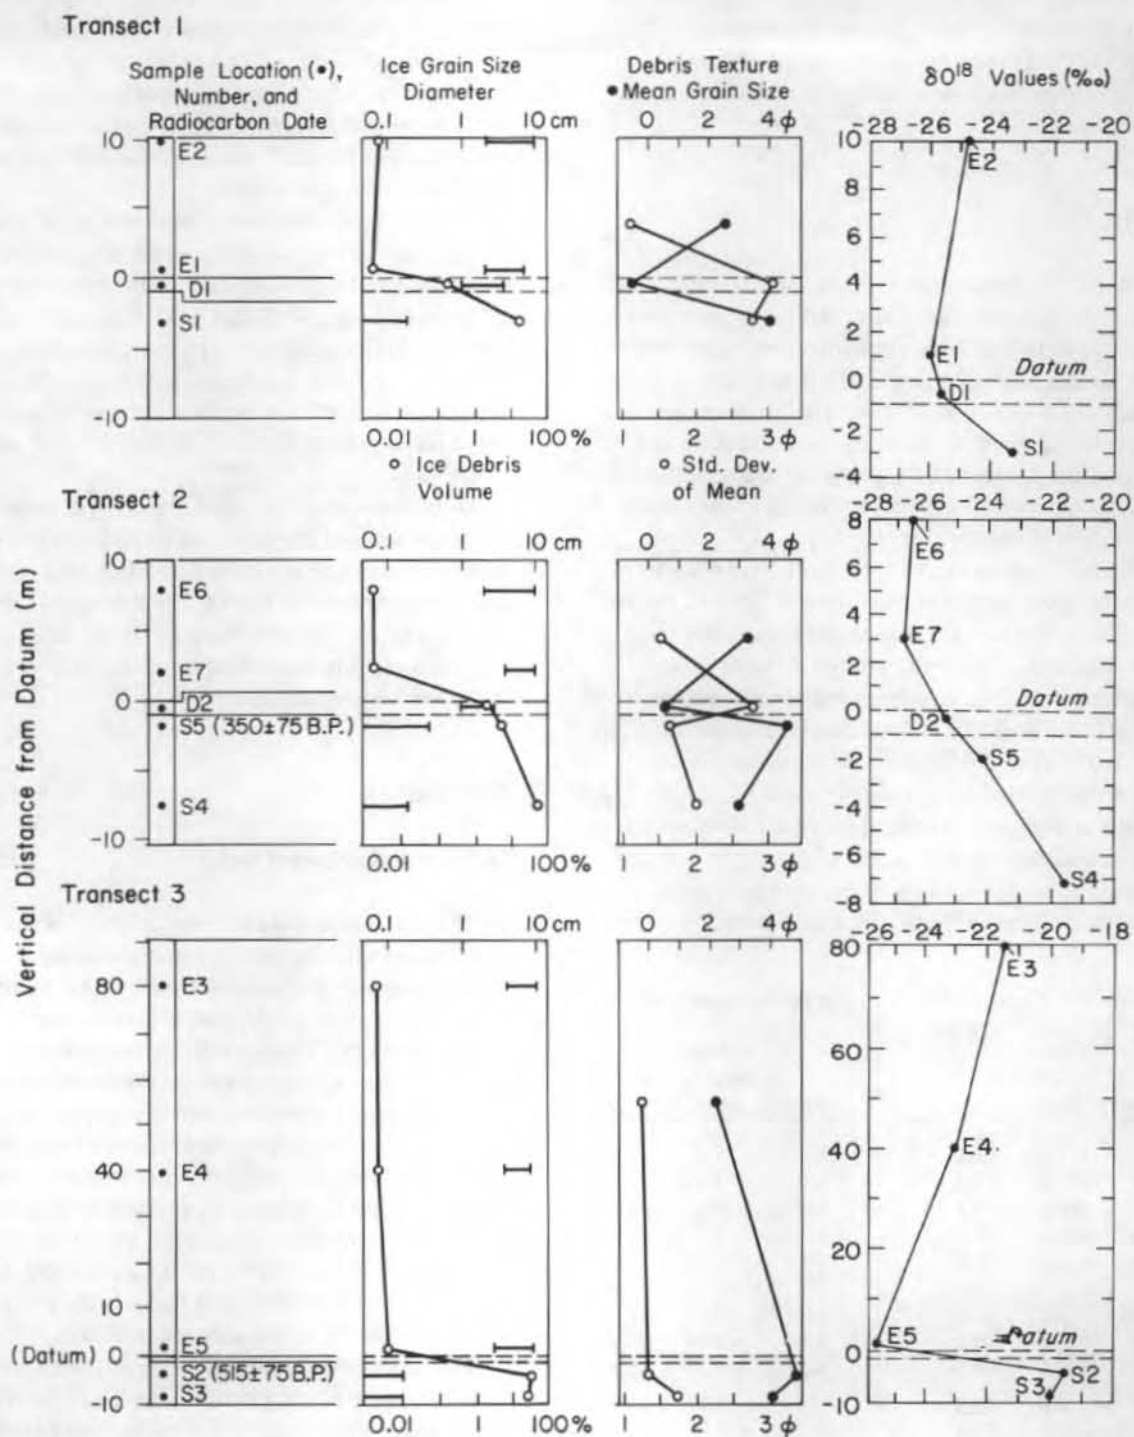 Transect 1
Sample Location (•),
Number, and
Radiocarbon Date
Ice Grain Size
Diameter
Debris Texture
● Mean Grain Size
δO¹⁸ Values (‰)
0.1 1 10 cm
0 2 4 ϕ
-28 -26 -24 -22 -20
10
E2
E1
0
D1
S1
-10
10
8
6
4
2
0
-2
-4
E2
E1
Datum
D1
S1
0.01 1 100 %
○ Ice Debris
Volume
1 3 ϕ
○ Std. Dev.
of Mean
Vertical Distance from Datum (m)
Transect 2
0.1 1 10 cm
0 2 4 ϕ
-28 -26 -24 -22 -20
10
E6
E7
0
D2
S5 (350±75 B.P.)
S4
-10
8
6
4
2
0
-2
-4
-6
-8
E6
E7
Datum
D2
S5
S4
0.01 1 100 %
1 2 3 ϕ
Transect 3
0.1 1 10 cm
0 2 4 ϕ
-26 -24 -22 -20 -18
80
E3
40
E4
10
E5
(Datum) 0
S2 (515±75 B.P.)
S3
-10
80
60
40
20
0
-10
E3
E4
E5
Datum
S2
S3
0.01 1 100 %
1 2 3 ϕ